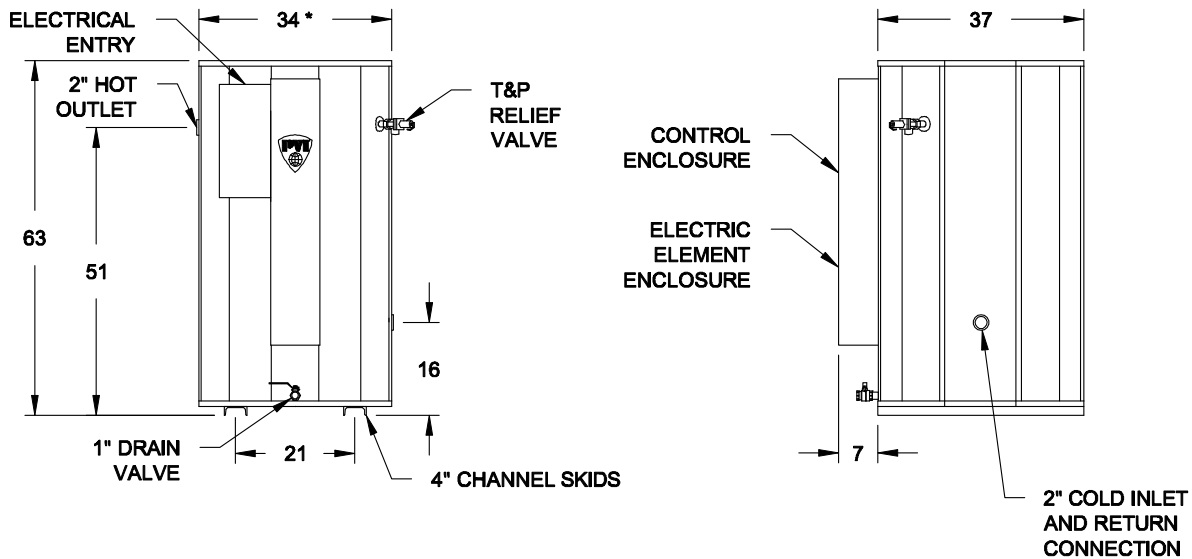 ELECTRICAL
ENTRY
34 *
2" HOT
OUTLET
T&P
RELIEF
VALVE
PVI
63
51
16
1" DRAIN
VALVE
21
4" CHANNEL SKIDS
37
CONTROL
ENCLOSURE
ELECTRIC
ELEMENT
ENCLOSURE
7
2" COLD INLET
AND RETURN
CONNECTION